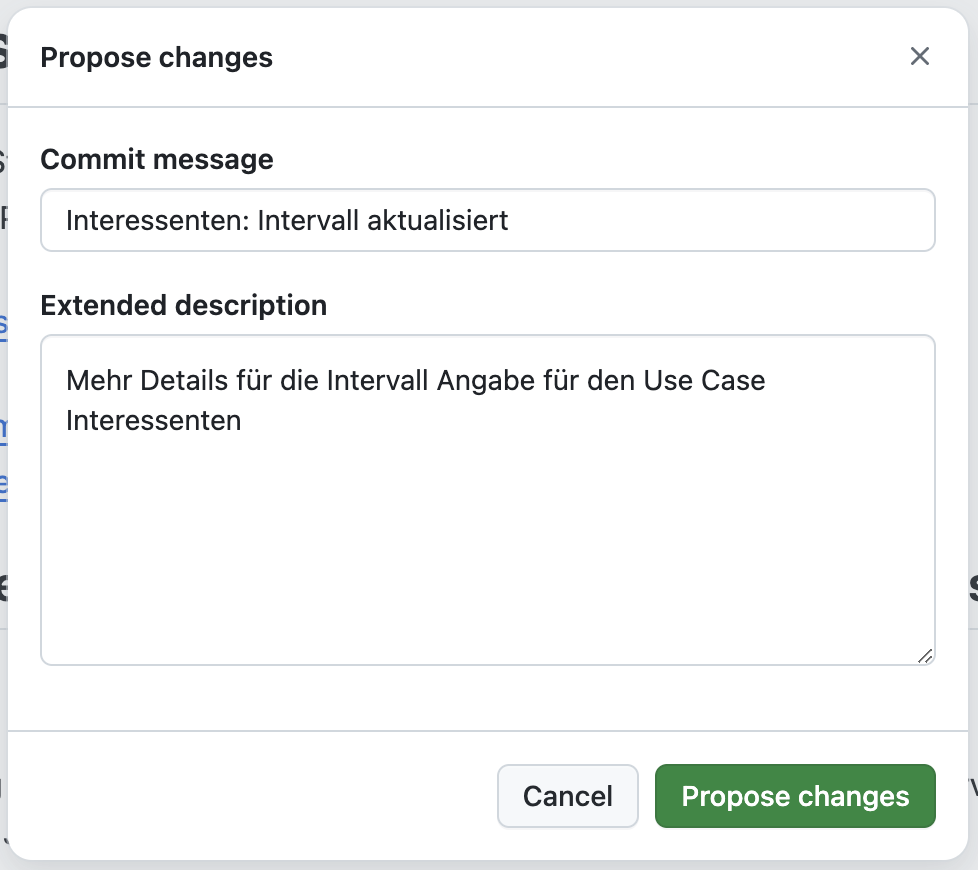 Propose changes
Commit message
Interessenten: Intervall aktualisiert
Extended description
Mehr Details für die Intervall Angabe für den Use Case
Interessenten
Cancel
Propose changes